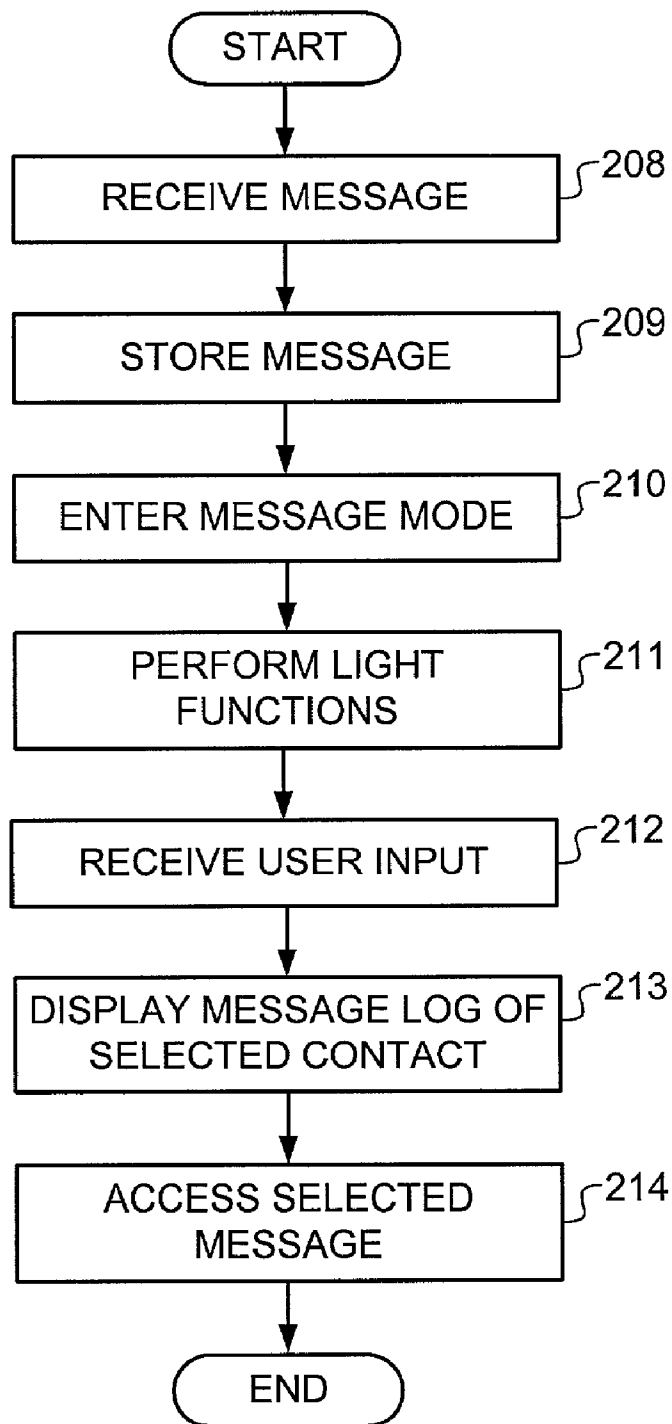 START
RECEIVE MESSAGE
208
STORE MESSAGE
209
ENTER MESSAGE MODE
210
PERFORM LIGHT
FUNCTIONS
211
RECEIVE USER INPUT
212
DISPLAY MESSAGE LOG OF
SELECTED CONTACT
213
ACCESS SELECTED
MESSAGE
214
END